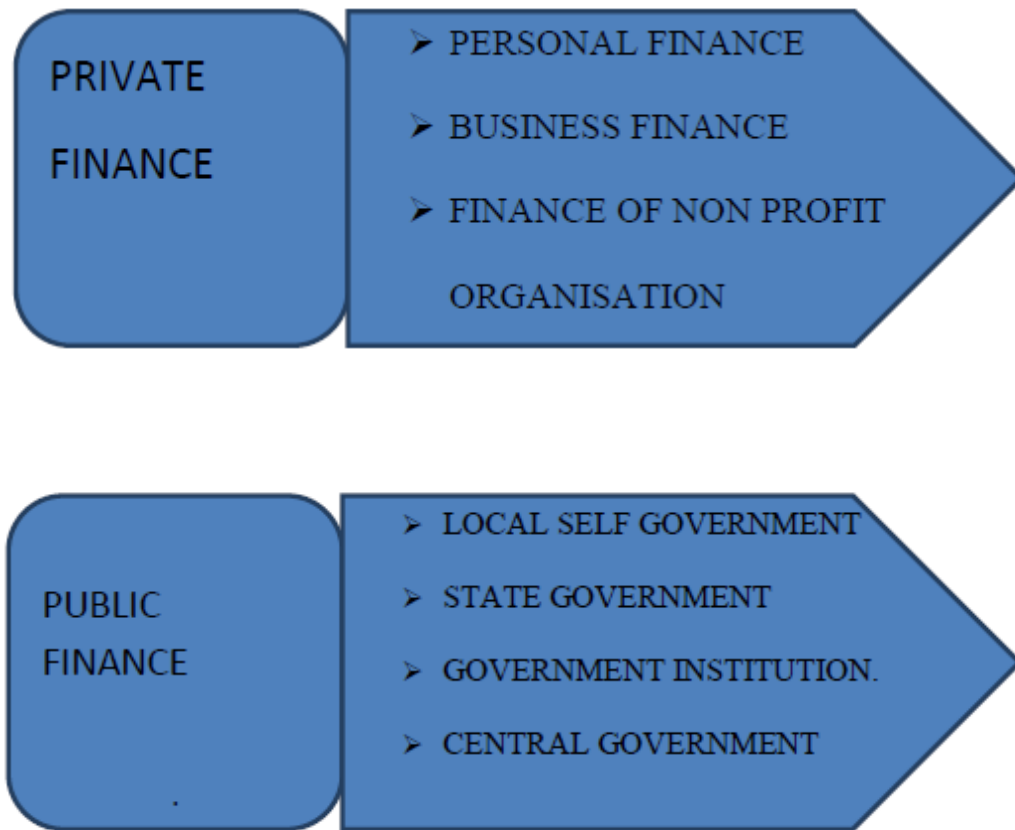 PRIVATE
FINANCE
➢ PERSONAL FINANCE
➢ BUSINESS FINANCE
➢ FINANCE OF NON PROFIT
ORGANISATION
PUBLIC
FINANCE
.
➢ LOCAL SELF GOVERNMENT
➢ STATE GOVERNMENT
➢ GOVERNMENT INSTITUTION.
➢ CENTRAL GOVERNMENT